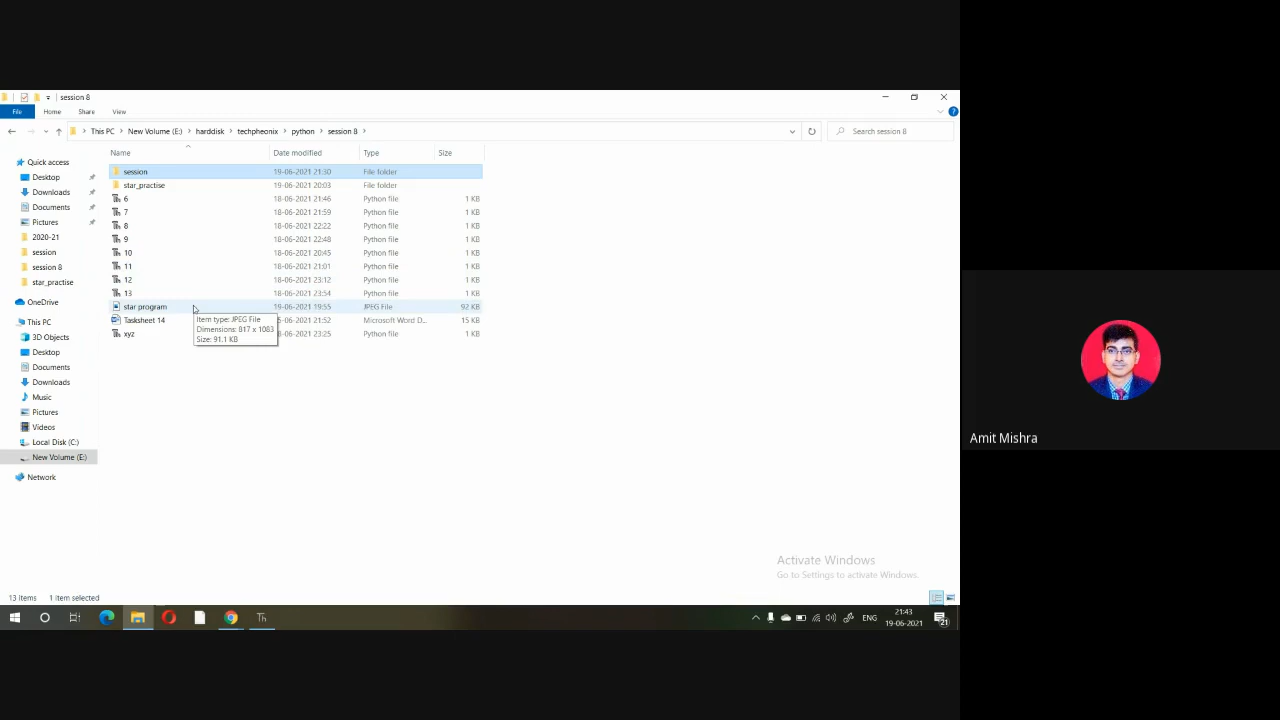 session 8
File Home Share View
This PC New Volume (E:) harddisk techpheonix python session 8
Search session 8
Name Date modified Type Size
session 19-06-2021 21:30 File folder
star_practise 19-06-2021 20:03 File folder
6 18-06-2021 21:46 Python file 1 KB
7 18-06-2021 21:59 Python file 1 KB
8 18-06-2021 22:22 Python file 1 KB
9 18-06-2021 22:48 Python file 1 KB
10 18-06-2021 20:45 Python file 1 KB
11 18-06-2021 21:01 Python file 1 KB
12 18-06-2021 23:12 Python file 1 KB
13 18-06-2021 23:54 Python file 1 KB
star program 19-06-2021 19:55 JPEG File 92 KB
Tasksheet 14 21:52 Microsoft Word D... 15 KB
xyz 23:25 Python file 1 KB
Item type: JPEG File
Dimensions: 817 x 1083
Size: 91.1 KB
Quick access
Desktop
Downloads
Documents
Pictures
2020-21
session
session 8
star_practise
OneDrive
This PC
3D Objects
Desktop
Documents
Downloads
Music
Pictures
Videos
Local Disk (C:)
New Volume (E:)
Network
Activate Windows
Go to Settings to activate Windows.
13 items 1 item selected
Th
ENG
21:43
19-06-2021
21
Amit Mishra